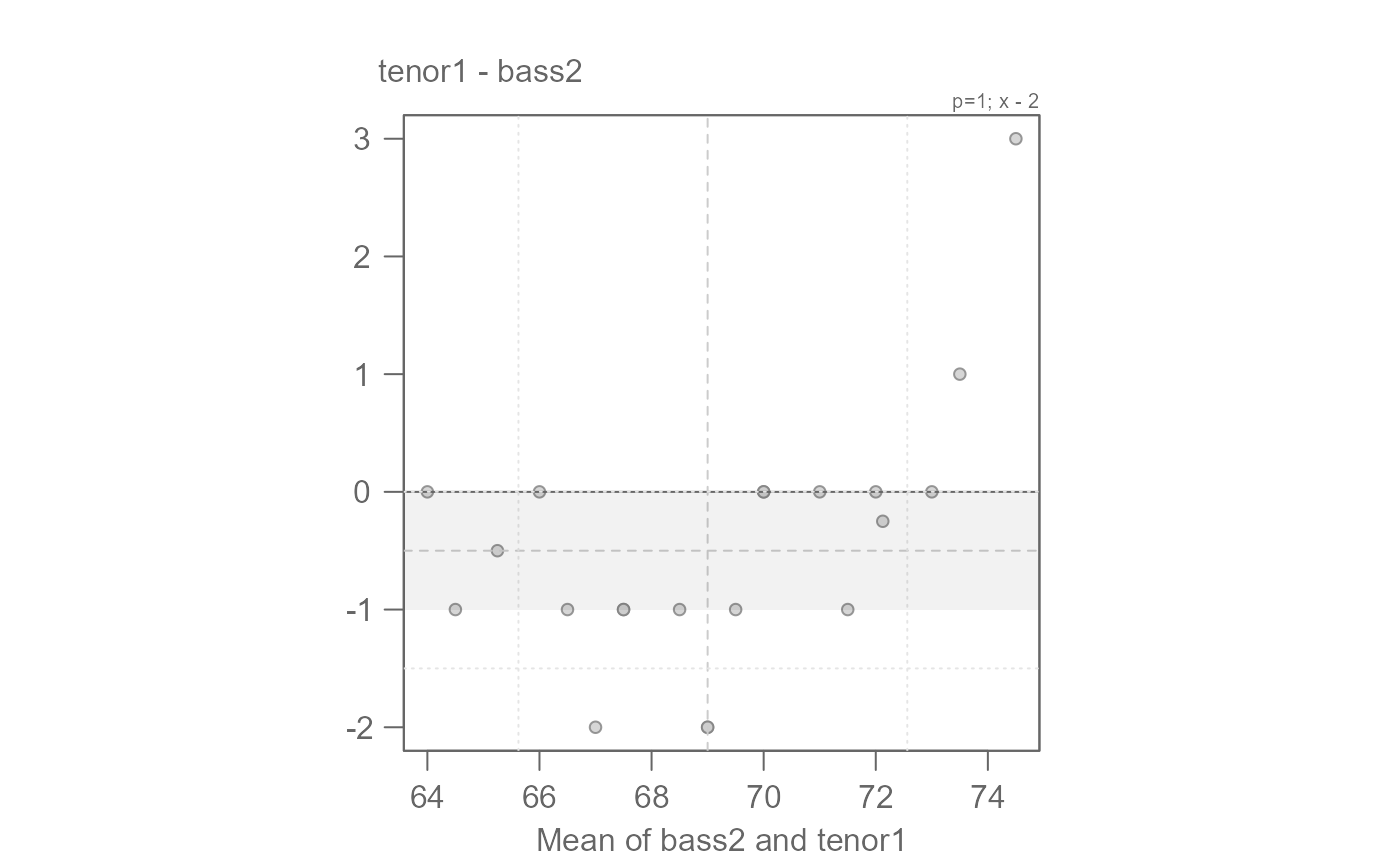 tenor1 - bass2
p=1; x - 2
3
2
1
0
-1
-2
64 66 68 70 72 74
Mean of bass2 and tenor1